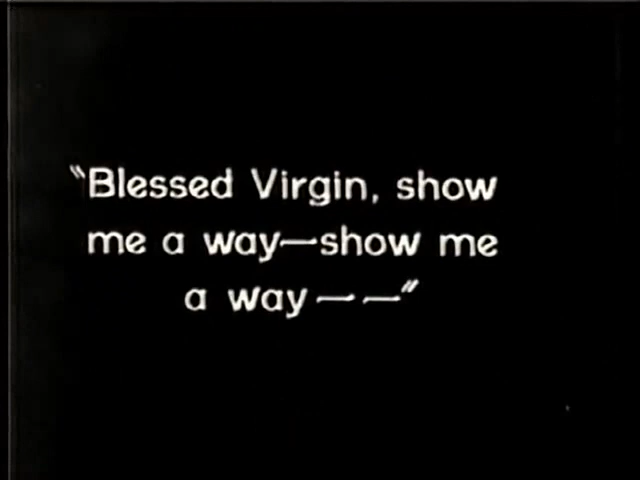 "Blessed Virgin, show
me a way—show me
a way— —"